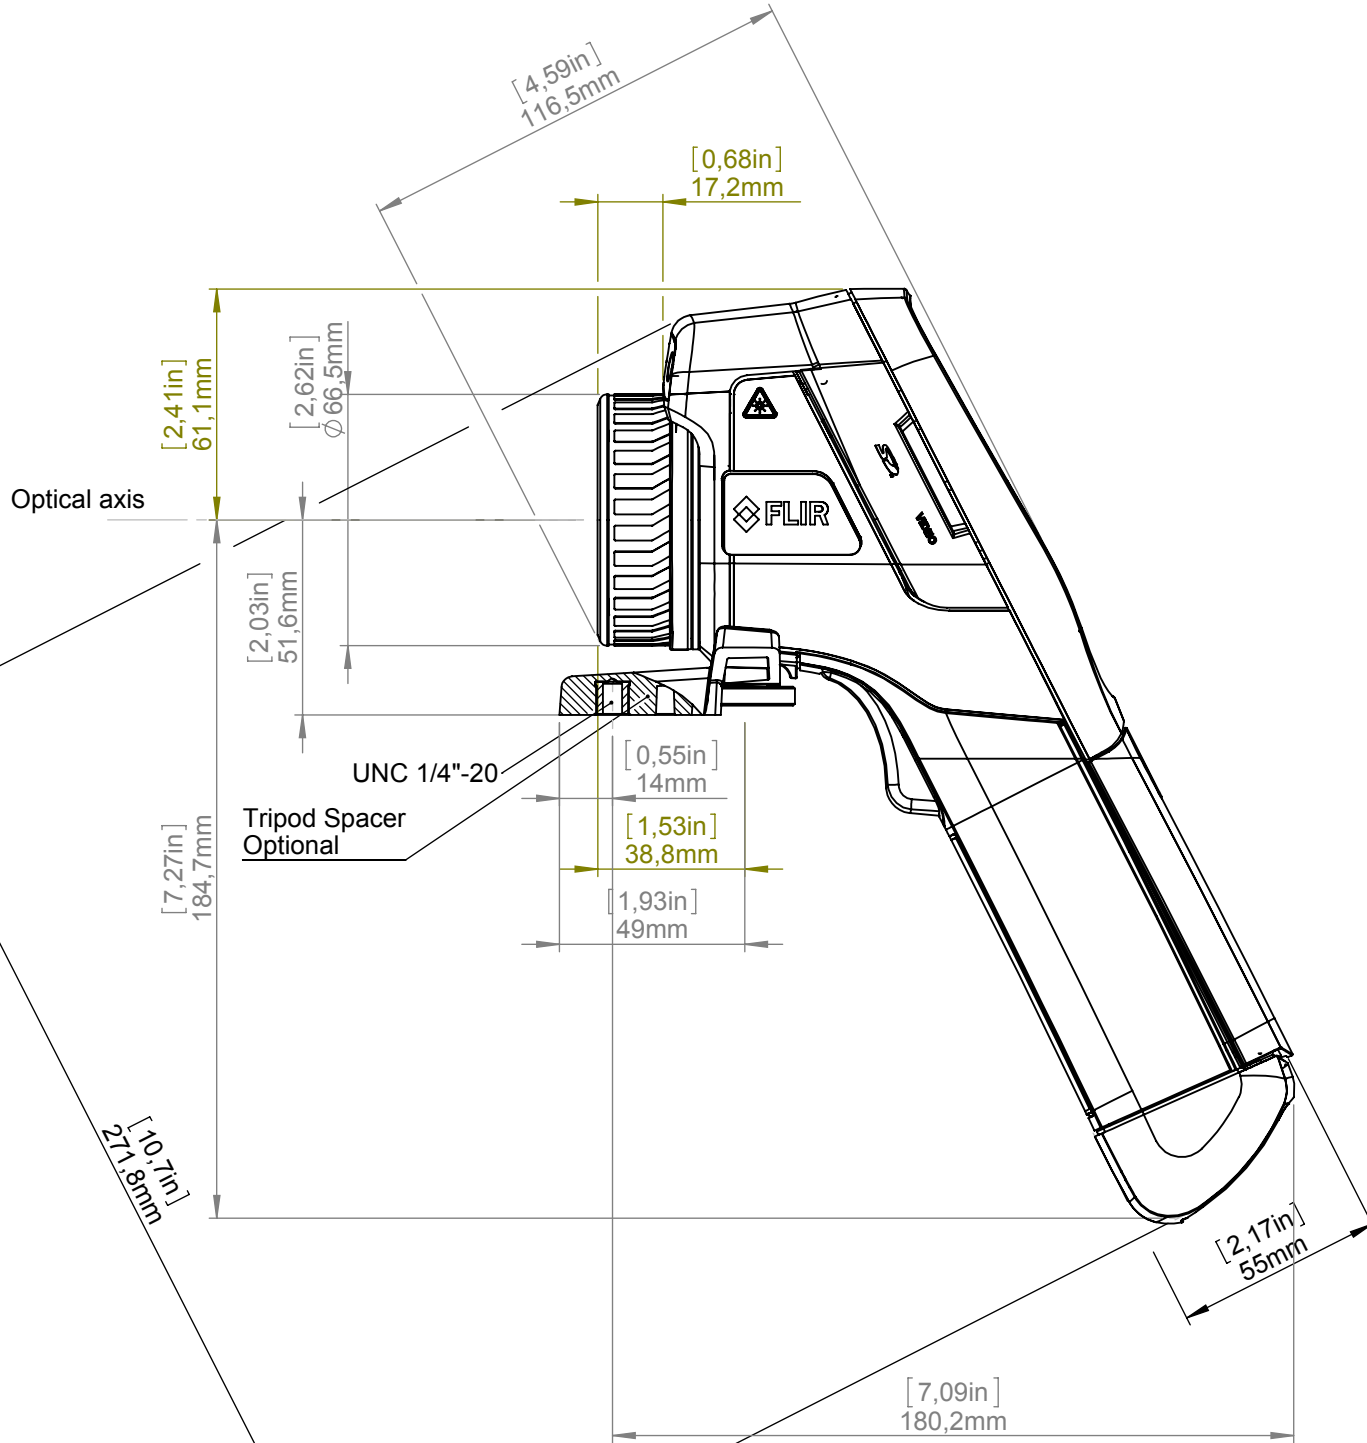 [4,59in]
116,5mm
[0,68in]
17,2mm
[2,41in]
61,1mm
[2,62in]
Ø66,5mm
Optical axis
FLIR
VIDEO
[2,03in]
51,6mm
UNC 1/4"-20
[0,55in]
14mm
Tripod Spacer
Optional
[1,53in]
38,8mm
[7,27in]
184,7mm
[1,93in]
49mm
[10,7in]
271,8mm
[2,17in]
55mm
[7,09in]
180,2mm